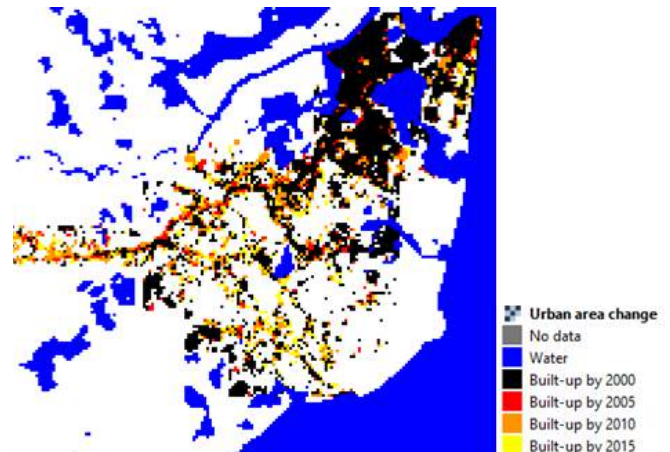 Urban area change
No data
Water
Built-up by 2000
Built-up by 2005
Built-up by 2010
Built-up by 2015